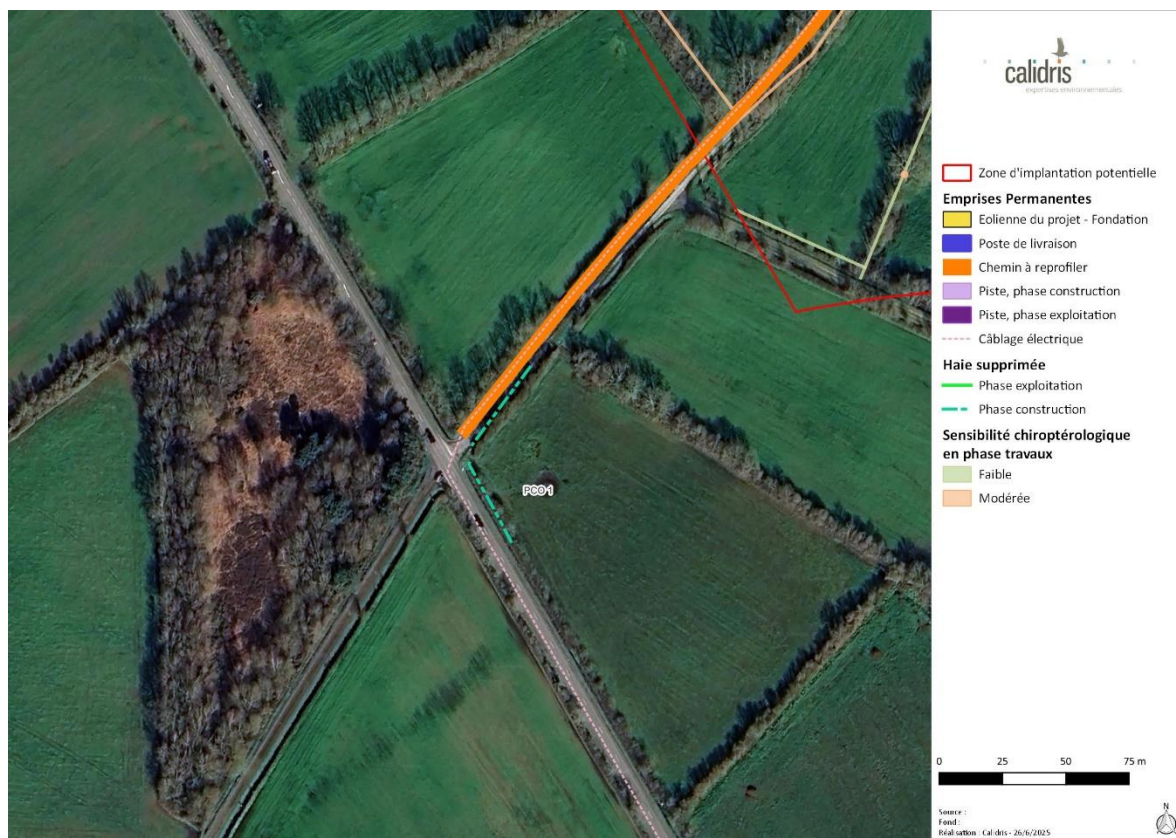 calidris
expertises environnementales
Zone d'implantation potentielle
Emprises Permanentes
Eolienne du projet - Fondation
Poste de livraison
Chemin à reprofiler
Piste, phase construction
Piste, phase exploitation
Câblage électrique
Haie supprimée
Phase exploitation
Phase construction
Sensibilité chiroptérologique
en phase travaux
Faible
Modérée
PCO 1
0 25 50 75 m
Source :
Fond :
Réalisation : Calidris - 26/6/2025
N